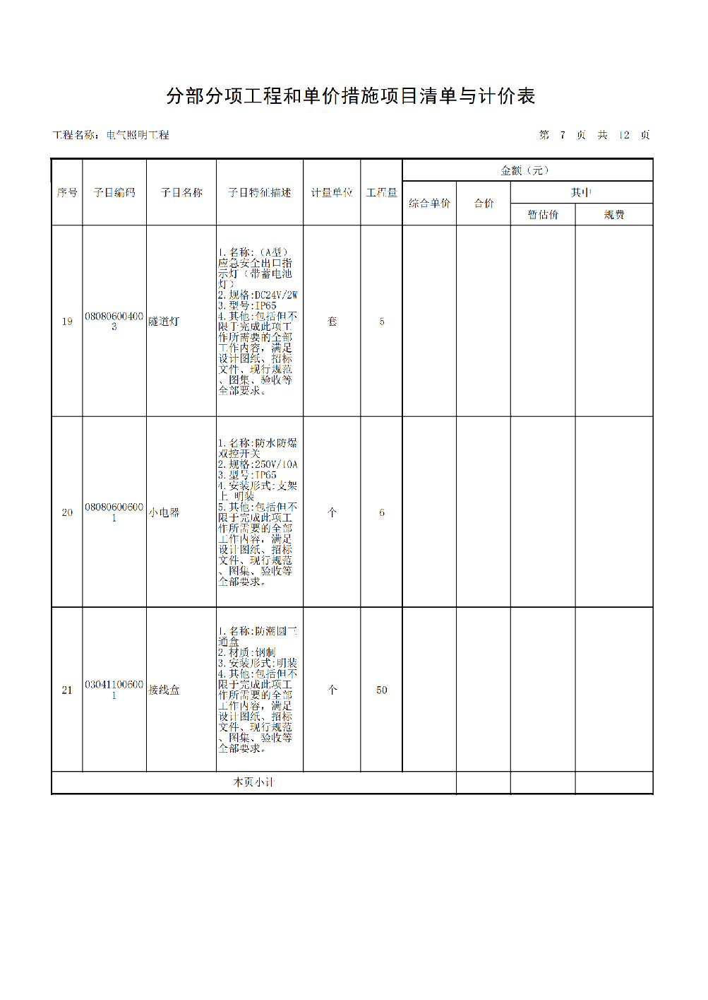 分部分项工程和单价措施项目清单与计价表
工程名称：电气照明工程
第 7 页 共 12 页
序号
子目编码
子目名称
子目特征描述
计量单位
工程量
金额（元）
综合单价
合价
其中
暂估价
规费
19
08080600400
3
隧道灯
1.名称:（A型）
应急安全出口指
示灯（带蓄电池
灯）
2.规格:DC24V/2W
3.型号:IP65
4.其他:包括但不
限于完成此项工
作所需要的全部
工作内容，满足
设计图纸、招标
文件、现行规范
、图集、验收等
全部要求。
套
5
20
08080600600
1
小电器
1.名称:防水防爆
双控开关
2.规格:250V/10A
3.型号:IP65
4.安装形式:支架
上 明装
5.其他:包括但不
限于完成此项工
作所需要的全部
工作内容，满足
设计图纸、招标
文件、现行规范
、图集、验收等
全部要求。
个
6
21
03041100600
1
接线盒
1.名称:防潮圆三
通盒
2.材质:钢制
3.安装形式:明装
4.其他:包括但不
限于完成此项工
作所需要的全部
工作内容，满足
设计图纸、招标
文件、现行规范
、图集、验收等
全部要求。
个
50
本页小计